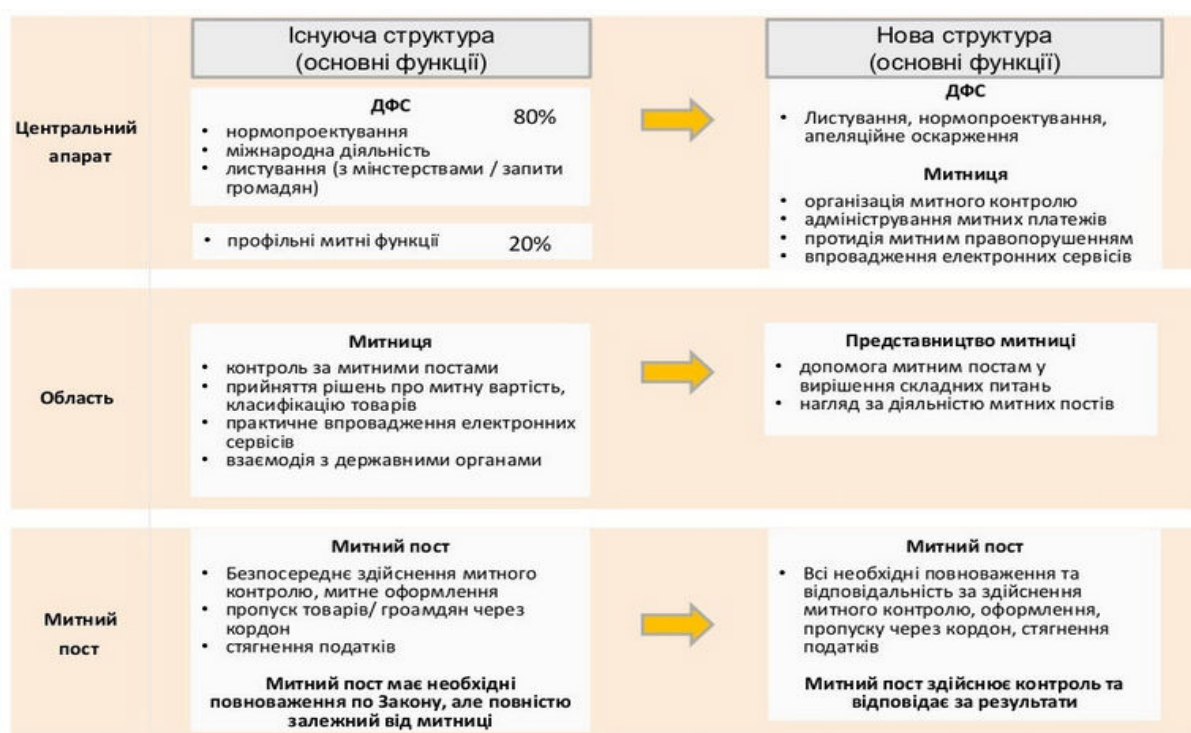 Існуюча структура
(основні функції)
Нова структура
(основні функції)
Центральний
апарат
ДФС
80%
• нормопроектування
• міжнародна діяльність
• листування (з мінстерствами / запити
громадян)
• профільні митні функції 20%
ДФС
• Листування, нормопроектування,
апеляційне оскарження
Митниця
• організація митного контролю
• адміністрування митних платежів
• протидія митним правопорушенням
• впровадження електронних сервісів
Область
Митниця
• контроль за митними постами
• прийняття рішень про митну вартість,
класифікацію товарів
• практичне впровадження електронних
сервісів
• взаємодія з державними органами
Представництво митниці
• допомога митним постам у
вирішення складних питань
• нагляд за діяльністю митних постів
Митний
пост
Митний пост
• Безпосереднє здійснення митного
контролю, митне оформлення
• пропуск товарів/ гроамдян через
кордон
• стягнення податків
Митний пост має необхідні
повноваження по Закону, але повністю
залежний від митниці
Митний пост
• Всі необхідні повноваження та
відповідальність за здійснення
митного контролю, оформлення,
пропуску через кордон, стягнення
податків
Митний пост здійснює контроль та
відповідає за результати